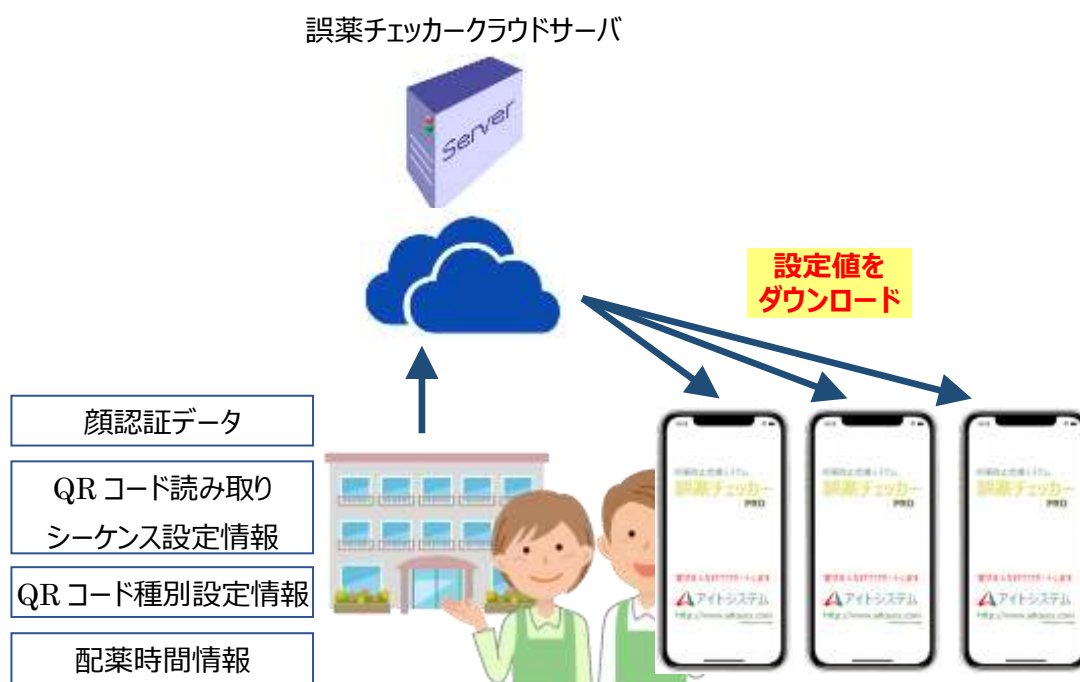 誤薬チェッカークラウドサーバ
Server
設定値を
ダウンロード
顔認証データ
QRコード読み取り
シーケンス設定情報
QRコード種別設定情報
配薬時間情報
誤薬チェッカー
PRO
アイトシステム
誤薬チェッカー
PRO
アイトシステム
誤薬チェッカー
PRO
アイトシステム